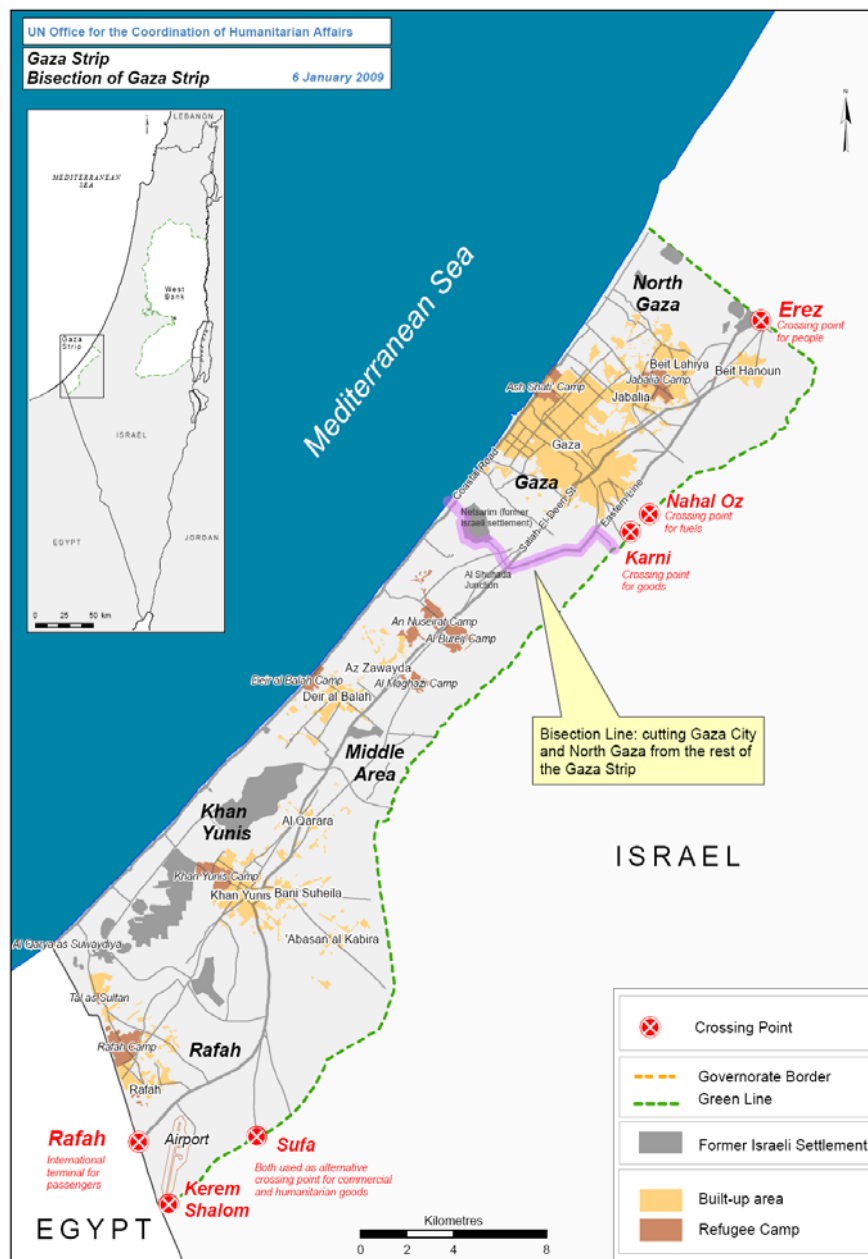 UN Office for the Coordination of Humanitarian Affairs
Gaza Strip
Bisection of Gaza Strip
6 January 2009
LEBANON
MEDITERRANEAN
SEA
West
Bank
Gaza
Strip
ISRAEL
EGYPT
JORDAN
0 25 50 km
N
Mediterranean Sea
North
Gaza
Erez
Crossing point
for people
Beit Lahiya
Beit Hanoun
Jabalia Camp
Ash Shati' Camp
Jabalia
Gaza
Coastal Road
Gaza
Salah-El-Deen St
Eastern Line
Nahal Oz
Crossing point
for fuels
Netsarim (former
Israeli settlement)
Karni
Crossing point
for goods
Al Shuhada
Junction
An Nuseirat Camp
Al Bureij Camp
Az Zawayda
Deir al Balah Camp
Al Maghazi Camp
Deir al Balah
Bisection Line: cutting Gaza City
and North Gaza from the rest of
the Gaza Strip
Middle
Area
Khan
Yunis
Al Qarara
ISRAEL
Khan Yunis Camp
Khan Yunis
Bani Suheila
'Abasan al Kabira
Al Qarya as Suwaydiya
Tal as Sultan
Rafah Camp
Rafah
Rafah
Rafah
International
terminal for
passengers
Airport
Sufa
Both used as alternative
crossing point for commercial
and humanitarian goods
Kerem
Shalom
EGYPT
Kilometres
0 2 4 8
Crossing Point
Governorate Border
Green Line
Former Israeli Settlement
Built-up area
Refugee Camp